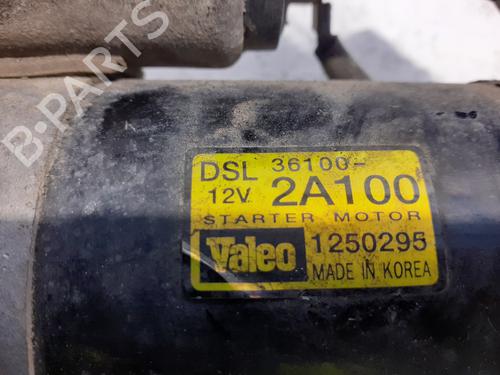 B-PARTS
DSL 36100-
12V 2A100
STARTER MOTOR
Valeo 1250295
MADE IN KOREA